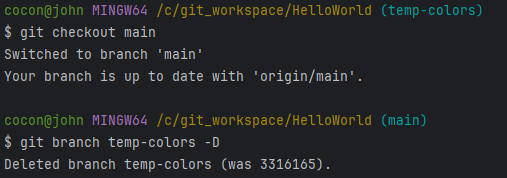 cocon@john MINGW64 /c/git_workspace/HelloWorld (temp-colors)
$ git checkout main
Switched to branch 'main'
Your branch is up to date with 'origin/main'.
cocon@john MINGW64 /c/git_workspace/HelloWorld (main)
$ git branch temp-colors -D
Deleted branch temp-colors (was 3316165).